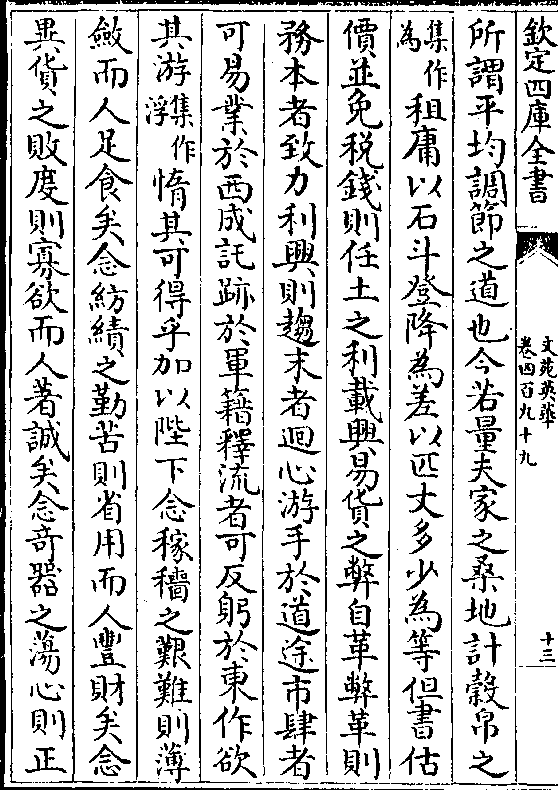 欽定四庫全書
文苑英華
卷四百九十九
十三
所謂平均調節之道也今若量夫家之桑地計穀帛之
集作為租庸以石斗登降為差以匹丈多少為等但書估
價並免税錢則任土之利載興易貨之弊自革弊革則
務本者致力利興則趨末者迴心游手於道途市肆者
可易業於西成託跡於軍籍釋流者可反躬於東作欲
其游集作浮惰其可得乎加以陛下念稼穡之艱難則薄
斂而人足食矣念紡績之勤苦則省用而人豐財矣念
異貨之敗度則寡欲而人著誠矣念奇器之蕩心則正